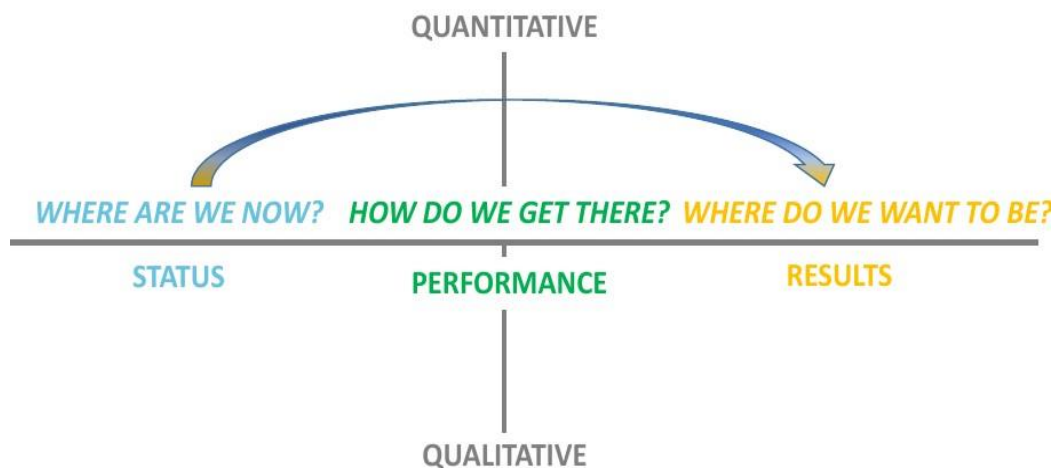 QUANTITATIVE
WHERE ARE WE NOW? HOW DO WE GET THERE? WHERE DO WE WANT TO BE?
STATUS PERFORMANCE RESULTS
QUALITATIVE